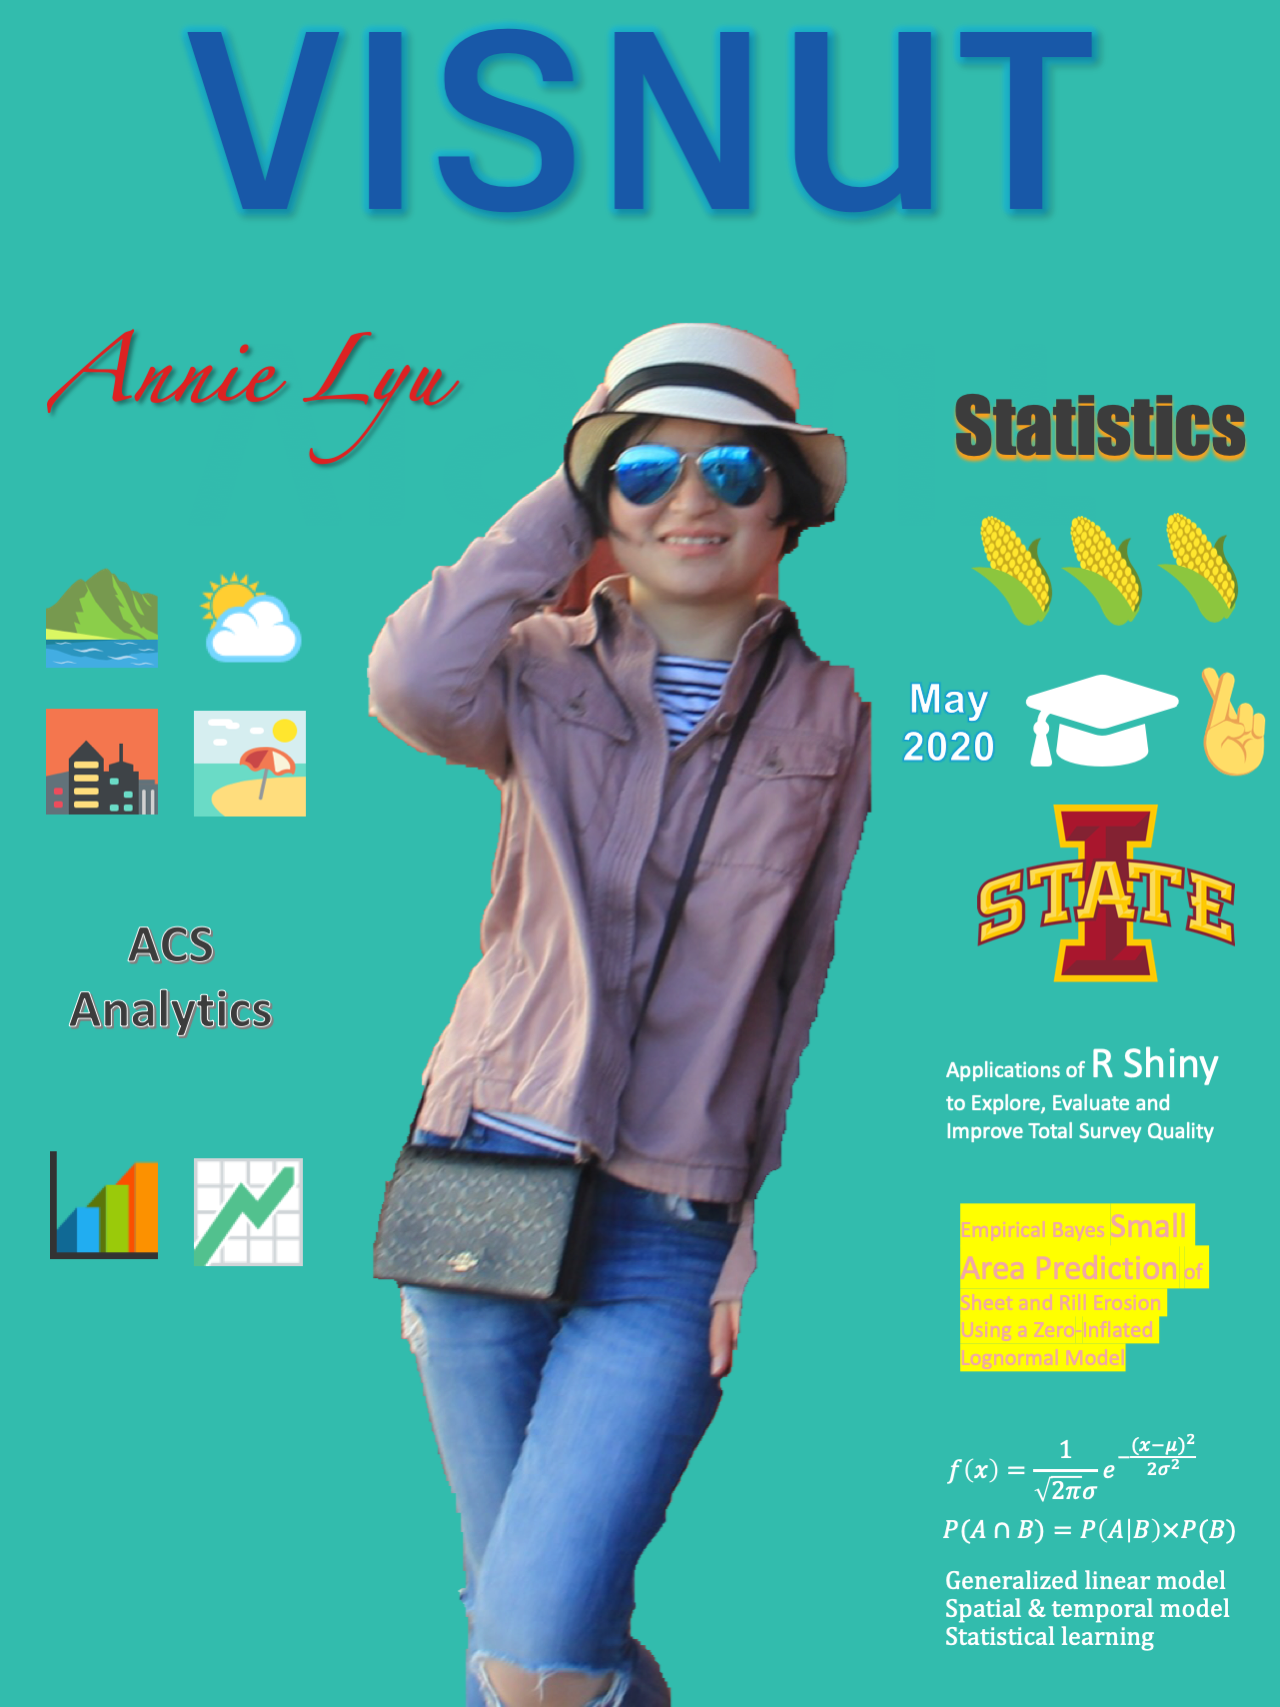 VISNUT
Annie Lyu
Statistics
May
2020
STATE
ACS
Analytics
Applications of R Shiny
to Explore, Evaluate and
Improve Total Survey Quality
Empirical Bayes Small
Area Prediction of
Sheet and Rill Erosion
Using a Zero-Inflated
Lognormal Model
f(x) = 1/(√2πσ) e^−(x−μ)²/2σ²
P(A ∩ B) = P(A|B)×P(B)
Generalized linear model
Spatial & temporal model
Statistical learning